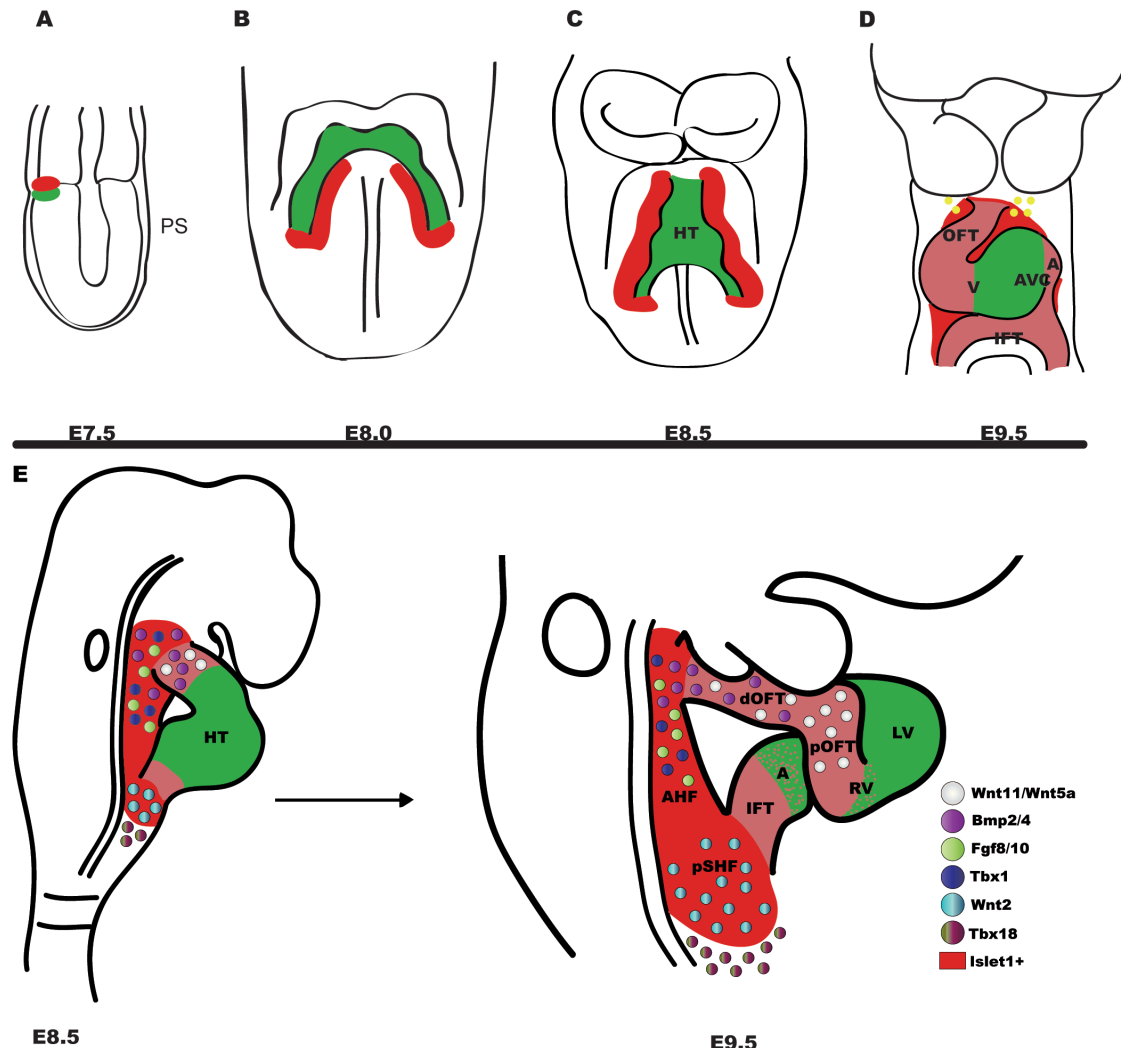 A
B
C
D
PS
HT
OFT
A
AVC
V
IFT
E7.5
E8.0
E8.5
E9.5
E
HT
dOFT
pOFT
LV
A
RV
AHF
IFT
pSHF
Wnt11/Wnt5a
Bmp2/4
Fgf8/10
Tbx1
Wnt2
Tbx18
Islet1+
E8.5
E9.5